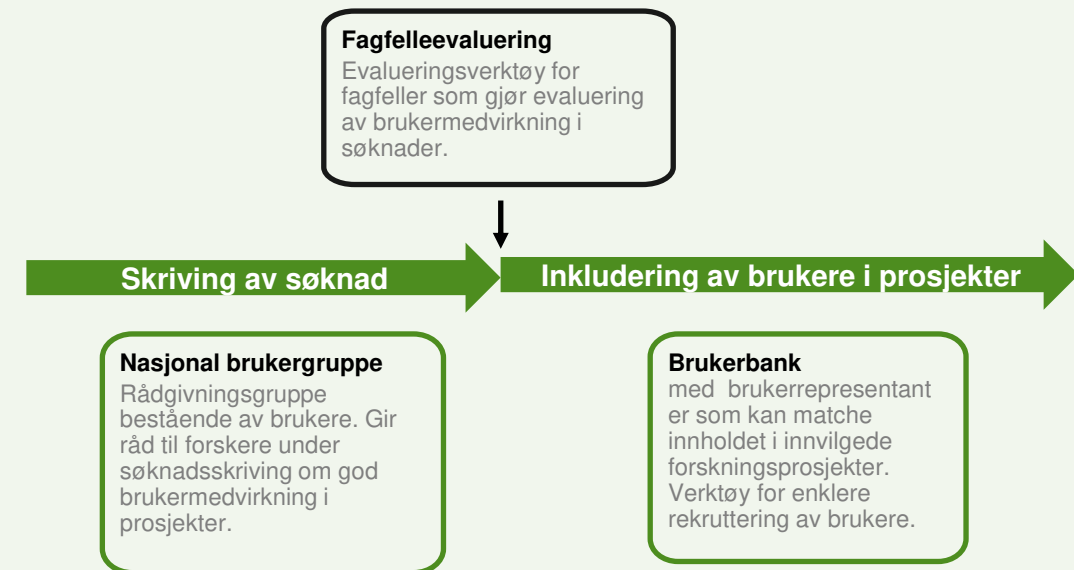 Fagfelleevaluering
Evalueringsverktøy for
fagfeller som gjør evaluering
av brukermedvirkning i
søknader.
Skriving av søknad
Inkludering av brukere i prosjekter
Nasjonal brukergruppe
Rådgivningsgruppe
bestående av brukere. Gir
råd til forskere under
søknadsskriving om god
brukermedvirkning i
prosjekter.
Brukerbank
med brukerrepresentant
er som kan matche
innholdet i innvilgede
forskningsprosjekter.
Verktøy for enklere
rekruttering av brukere.